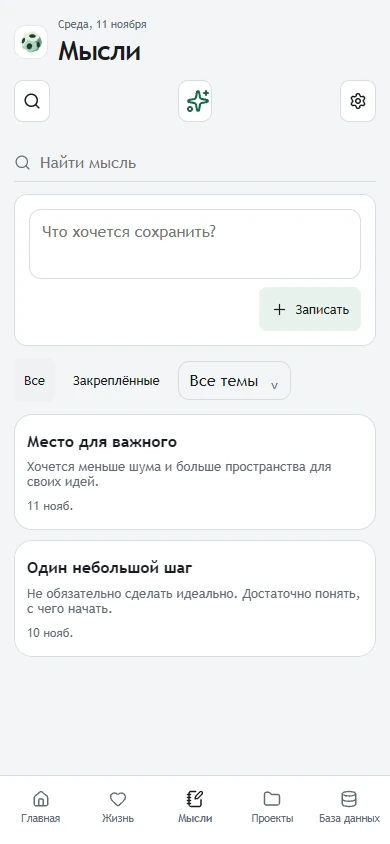 Среда, 11 ноября
Мысли
Найти мысль
Что хочется сохранить?
Записать
Все
Закреплённые
Все темы
Место для важного
Хочется меньше шума и больше пространства для
своих идей.
11 нояб.
Один небольшой шаг
Не обязательно сделать идеально. Достаточно понять,
с чего начать.
10 нояб.
Главная
Жизнь
Мысли
Проекты
База данных